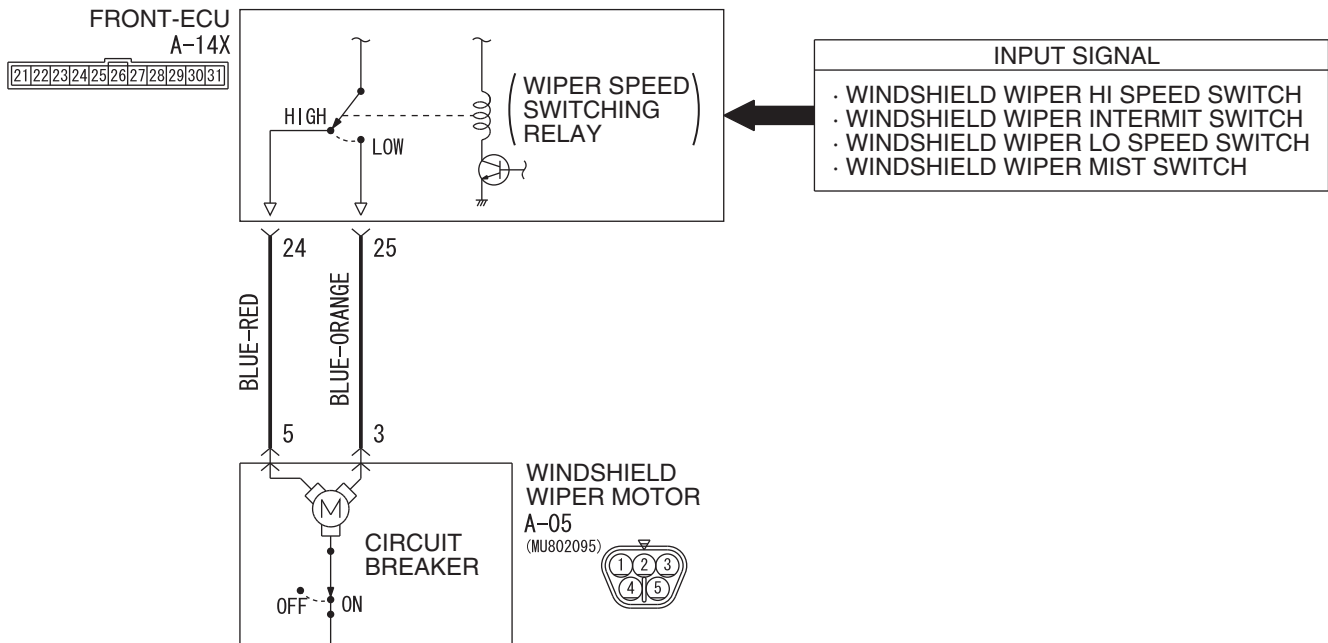 FRONT-ECU
A-14X
21 22 23 24 25 26 27 28 29 30 31
HIGH
LOW
WIPER SPEED
SWITCHING
RELAY
INPUT SIGNAL
· WINDSHIELD WIPER HI SPEED SWITCH
· WINDSHIELD WIPER INTERMIT SWITCH
· WINDSHIELD WIPER LO SPEED SWITCH
· WINDSHIELD WIPER MIST SWITCH
24 25
BLUE-RED
BLUE-ORANGE
5 3
M
CIRCUIT
BREAKER
OFF ON
WINDSHIELD
WIPER MOTOR
A-05
(MU802095)
1 2 3
4 5